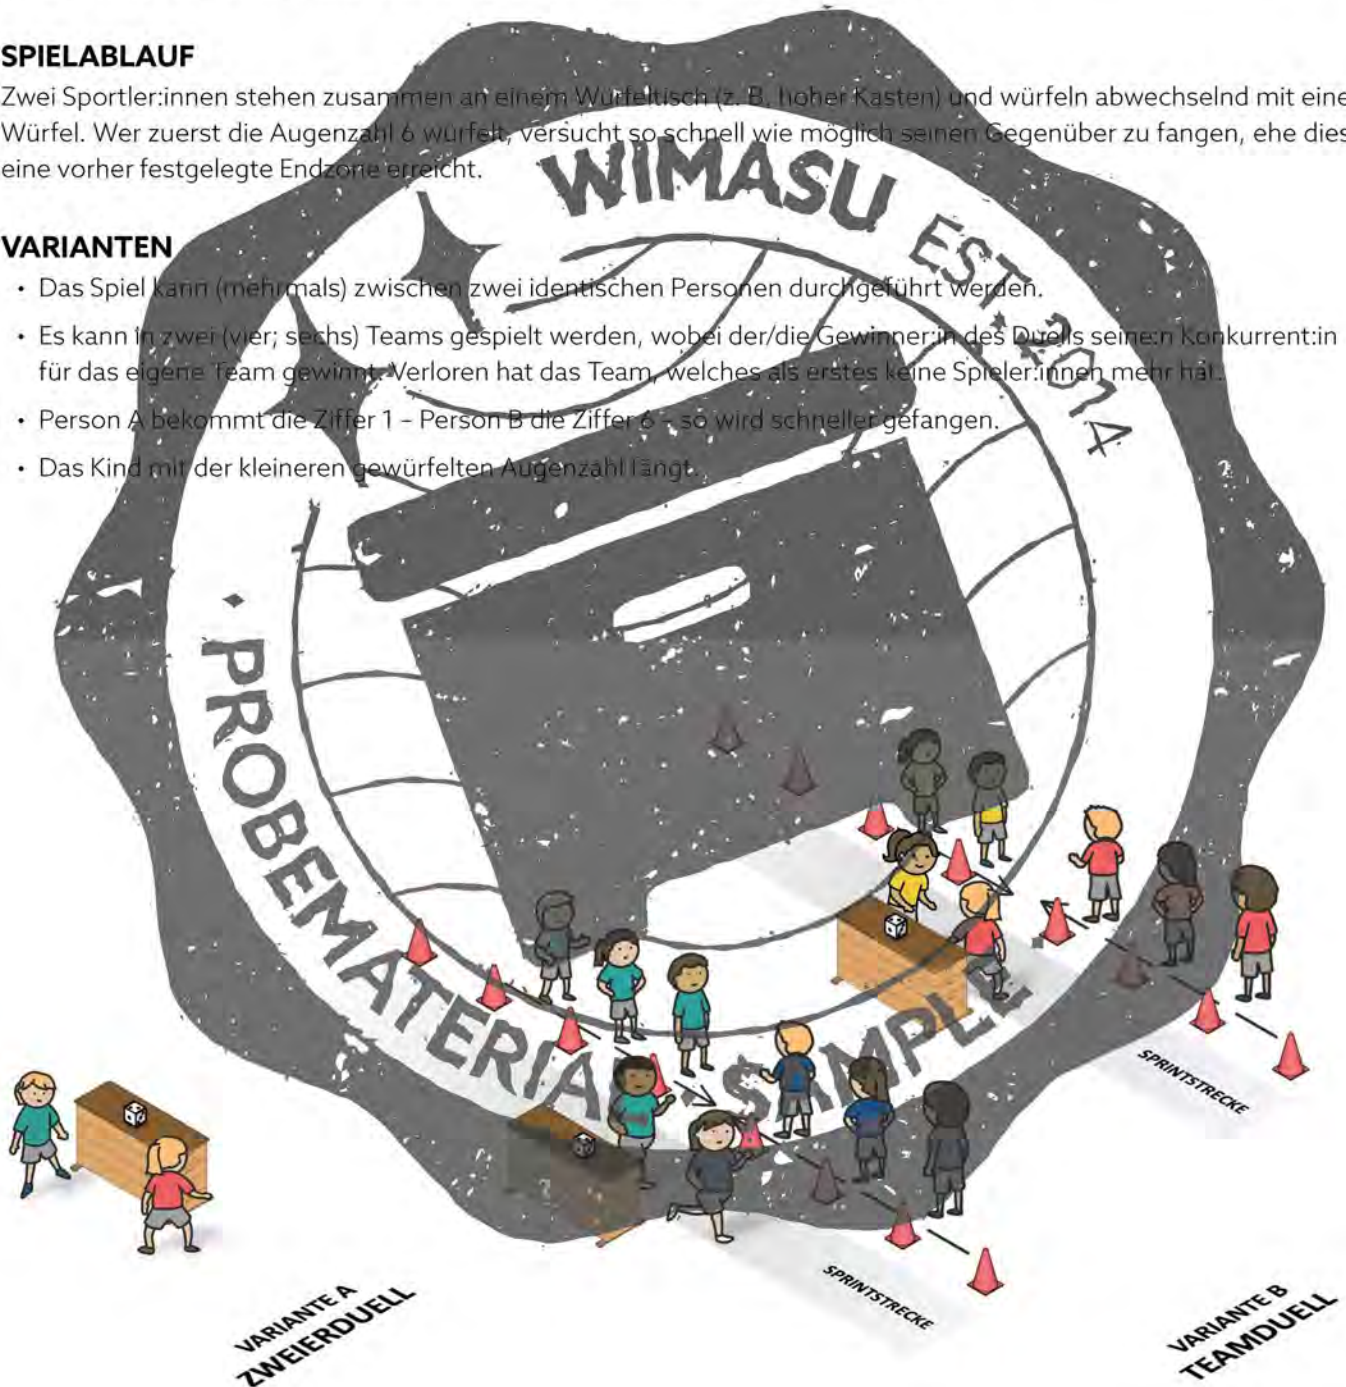 SPIELABLAUF
Zwei Sportler:innen stehen zusammen an einem Würfeltisch (z. B. hoher Kasten) und würfeln abwechselnd mit eine
Würfel. Wer zuerst die Augenzahl 6 würfelt, versucht so schnell wie möglich seinen Gegenüber zu fangen, ehe dies
eine vorher festgelegte Endzone erreicht.
VARIANTEN
• Das Spiel kann (mehrmals) zwischen zwei identischen Personen durchgeführt werden.
• Es kann in zwei (vier; sechs) Teams gespielt werden, wobei der/die Gewinner:in des Duells seine:n Konkurrent:in
für das eigene Team gewinnt. Verloren hat das Team, welches als erstes keine Spieler:innen mehr hat.
• Person A bekommt die Ziffer 1 – Person B die Ziffer 6 – so wird schneller gefangen.
• Das Kind mit der kleineren gewürfelten Augenzahl fängt.
WIMASU EST. 2014
• PROBEMATERIAL SAMPLE
SPRINTSTRECKE
SPRINTSTRECKE
VARIANTE A
ZWEIERDUELL
VARIANTE B
TEAMDUELL